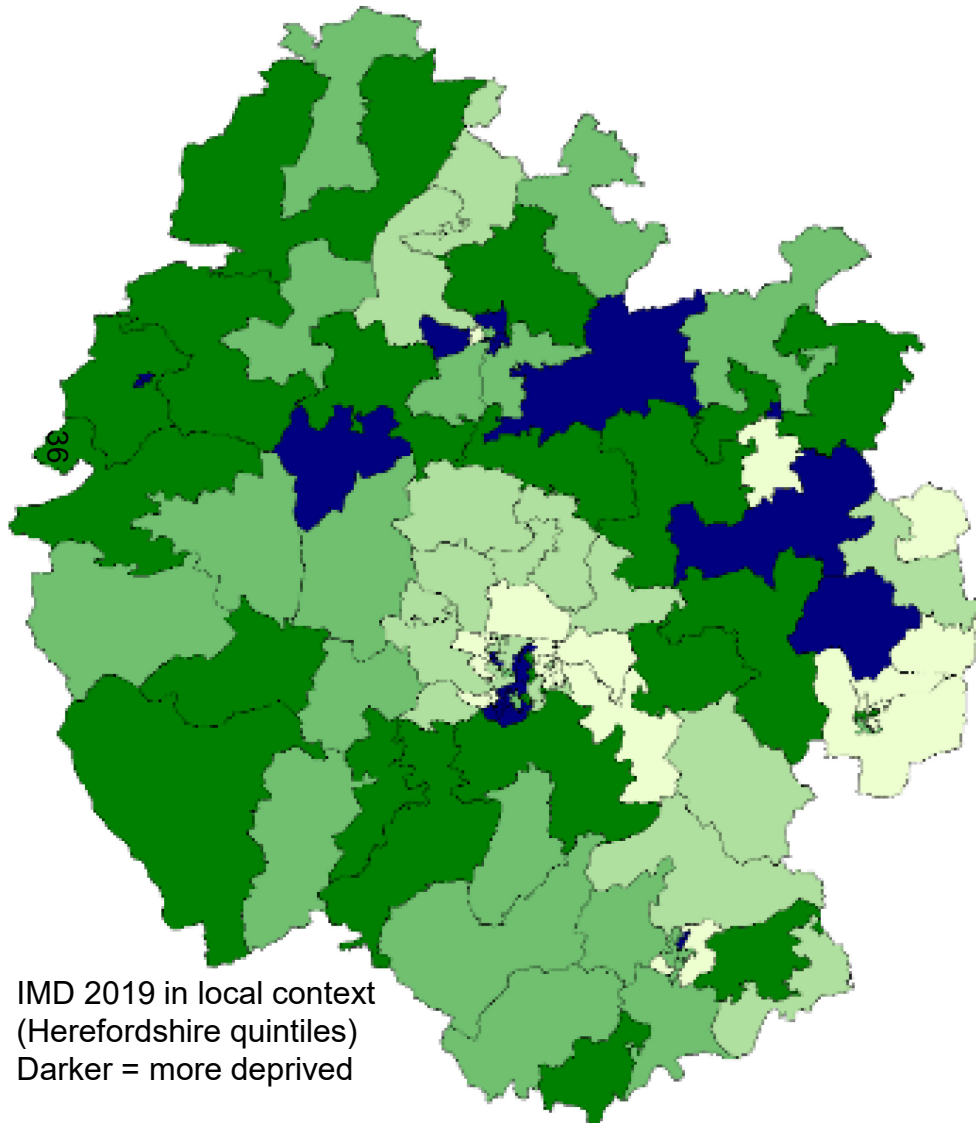 36
IMD 2019 in local context
(Herefordshire quintiles)
Darker = more deprived